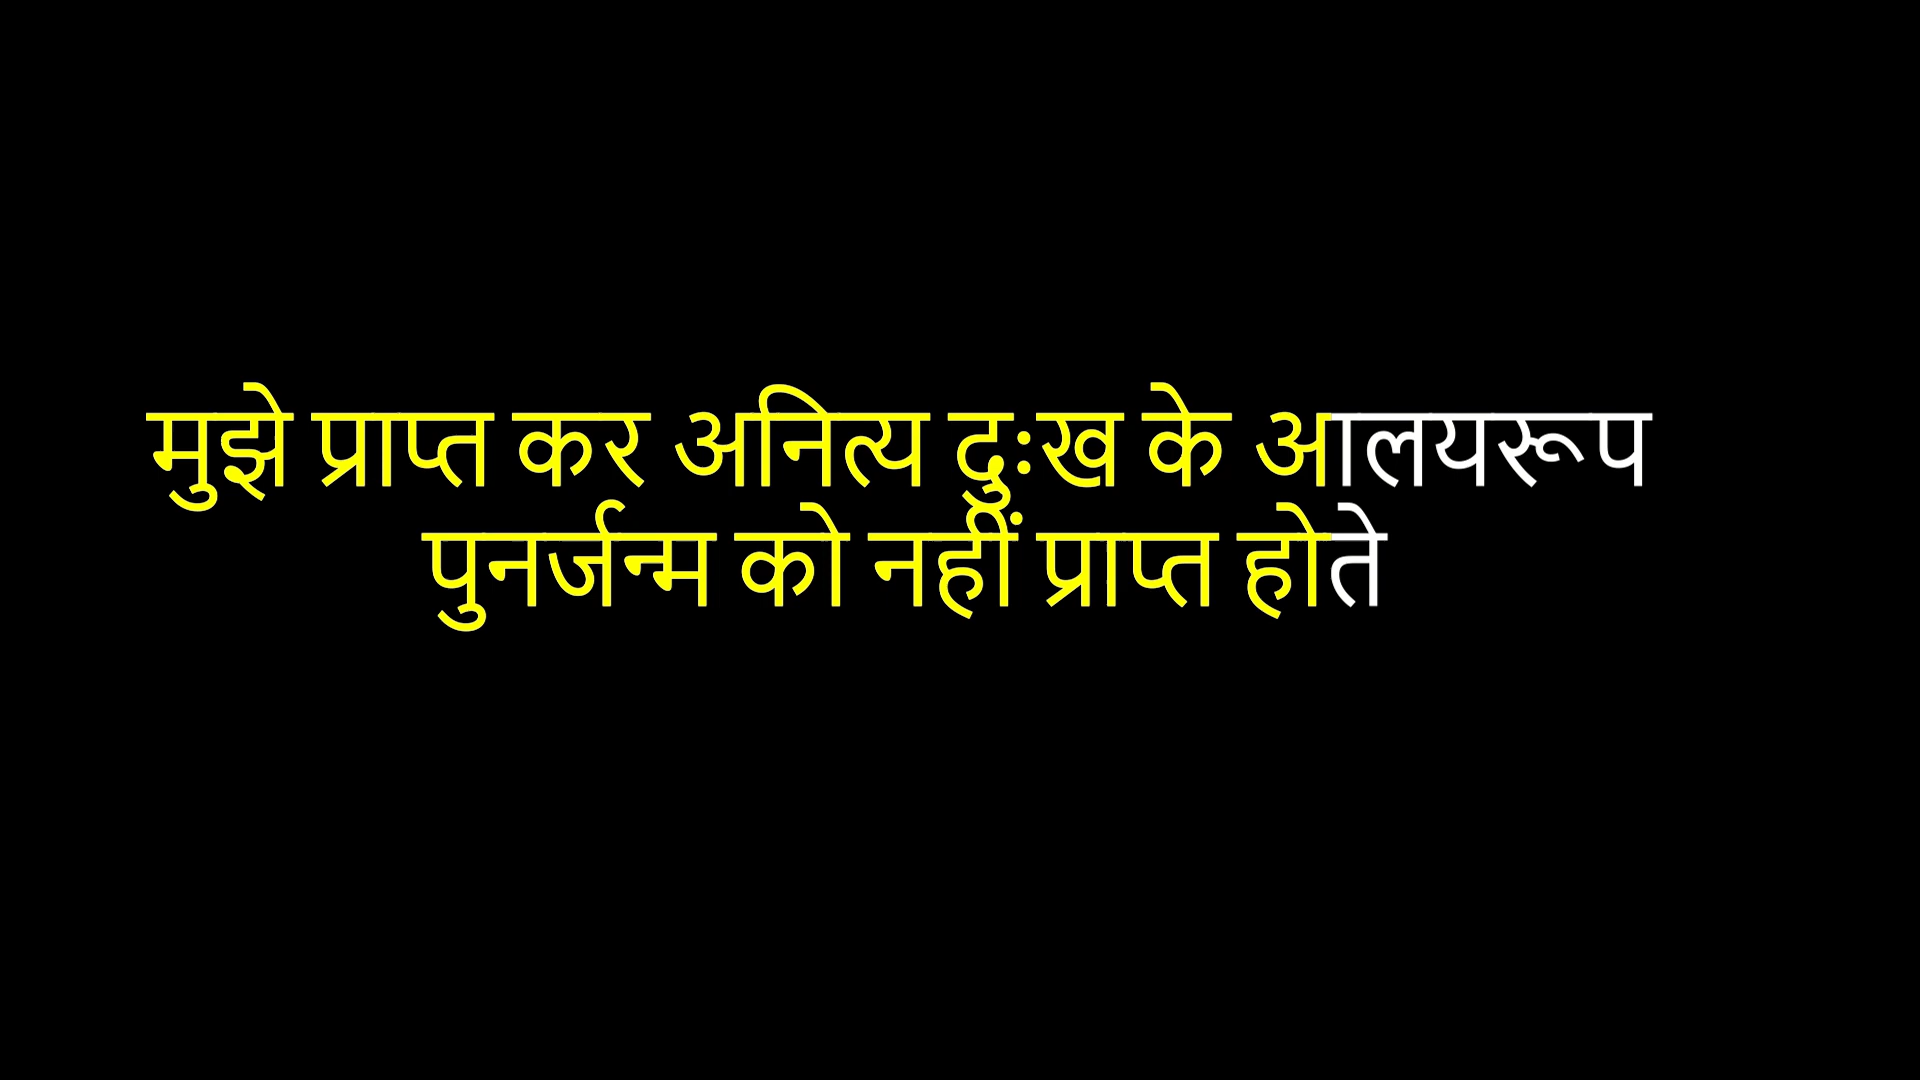 मुझे प्राप्त कर अनित्य दुःख के आलयरूप
पुनर्जन्म को नहीं प्राप्त होते